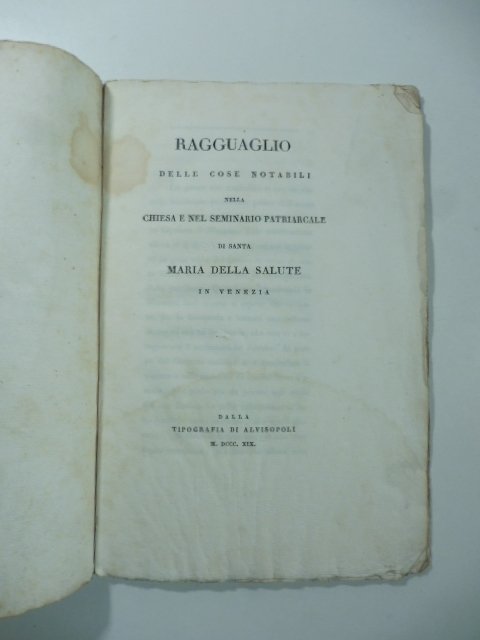 RAGGUAGLIO
DELLE COSE NOTABILI
NELLA
CHIESA E NEL SEMINARIO PATRIARCALE
DI SANTA
MARIA DELLA SALUTE
IN VENEZIA
DALLA
TIPOGRAFIA DI ALVISOPOLI
M. DCCC. XIX.